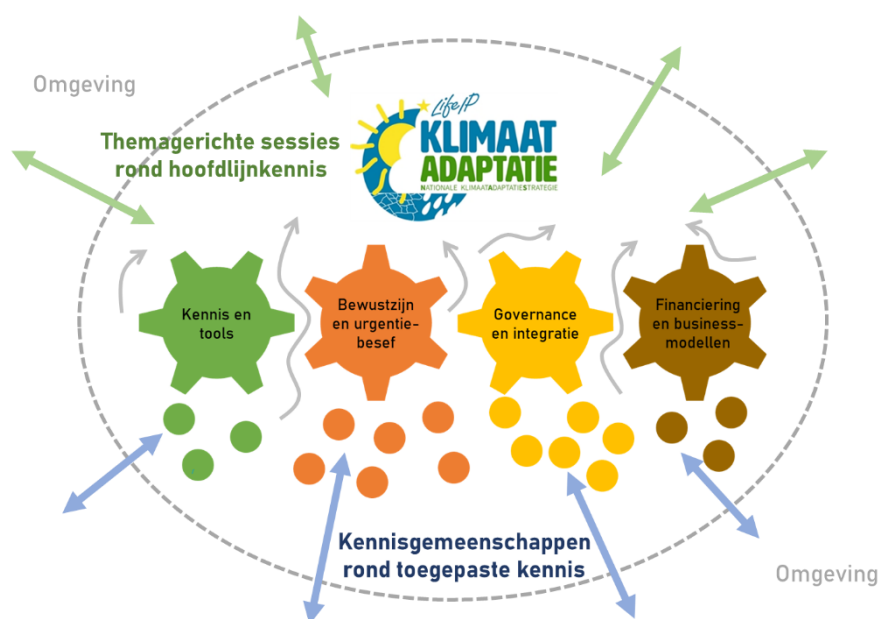 Omgeving
Themagerichte sessies
rond hoofdlijnkennis
Life IP
KLIMAAT
ADAPTATIE
NATIONALE KLIMAATADAPTATIESTRATEGIE
Kennis en
tools
Bewustzijn
en urgentie-
besef
Governance
en integratie
Financiering
en business-
modellen
Kennisgemeenschappen
rond toegepaste kennis
Omgeving